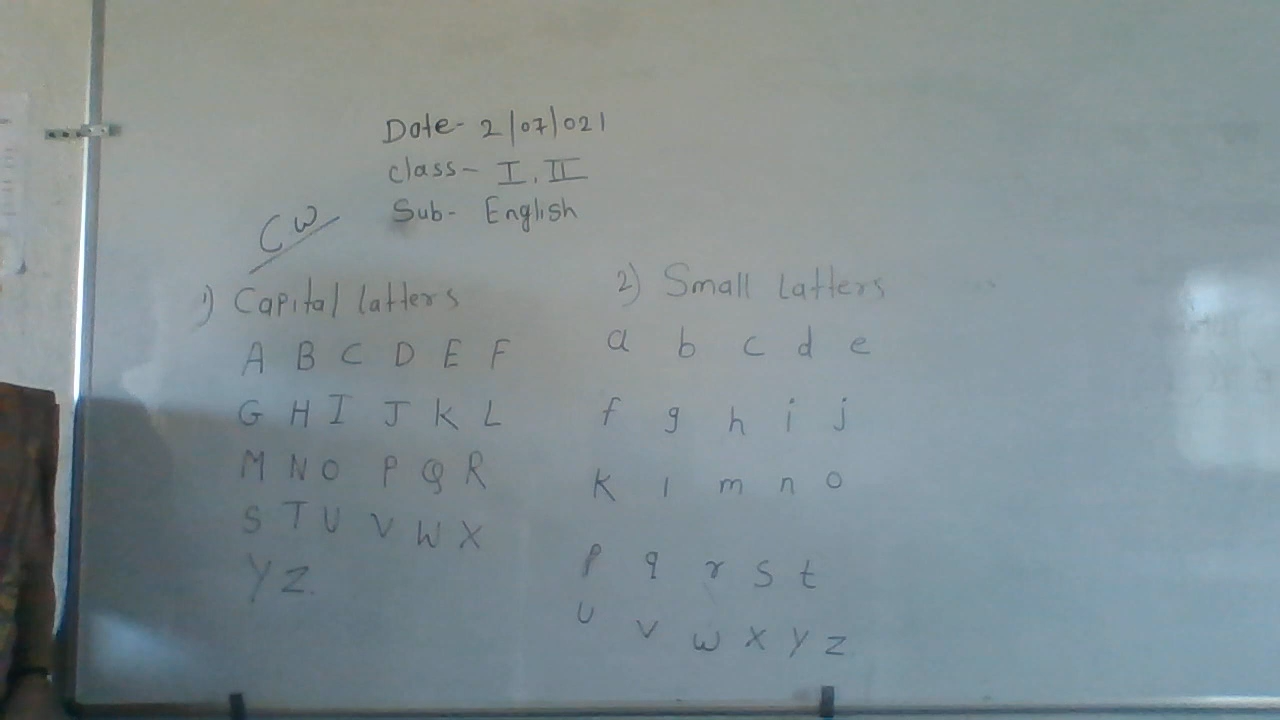 Date- 2/07/021
class- I, II
Sub- English
CW
1) Capital latters
A B C D E F
G H I J K L
M N O P Q R
S T U V W X
Y Z
2) Small Latters
a b c d e
f g h i j
k l m n o
p q r s t
u v w x y z